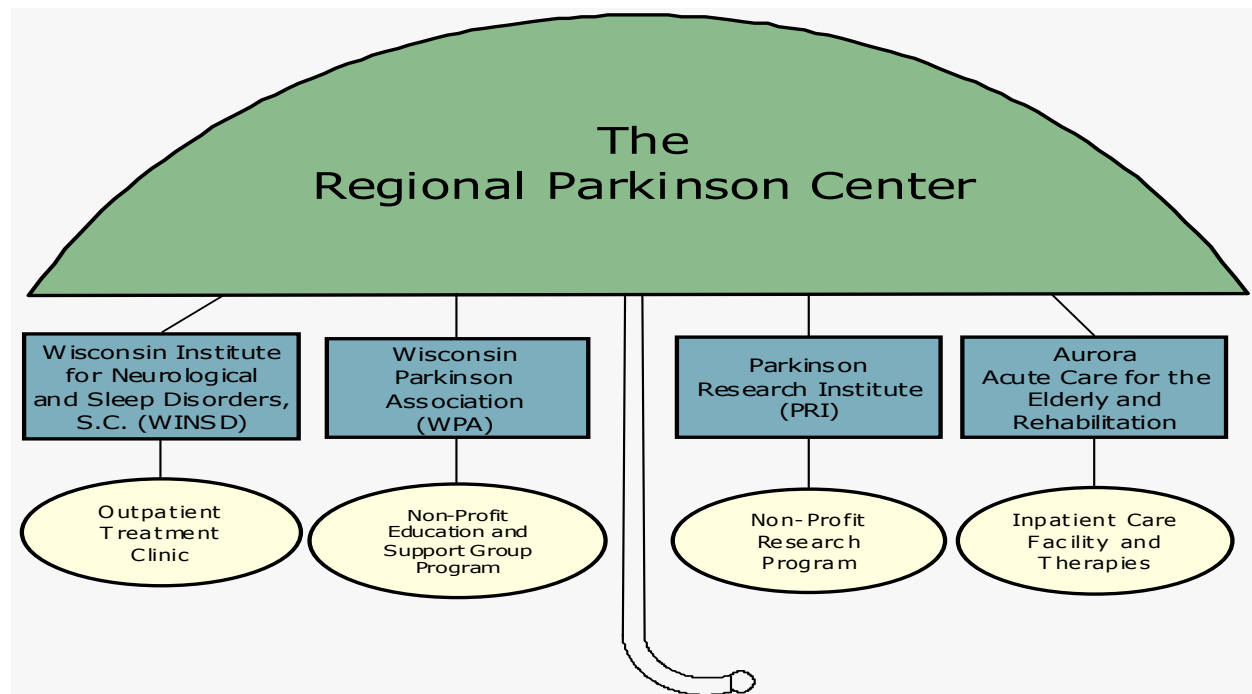 The
Regional Parkinson Center
Wisconsin Institute
for Neurological
and Sleep Disorders,
S.C. (WINSD)
Wisconsin
Parkinson
Association
(WPA)
Parkinson
Research Institute
(PRI)
Aurora
Acute Care for the
Elderly and
Rehabilitation
Outpatient
Treatment
Clinic
Non-Profit
Education and
Support Group
Program
Non-Profit
Research
Program
Inpatient Care
Facility and
Therapies